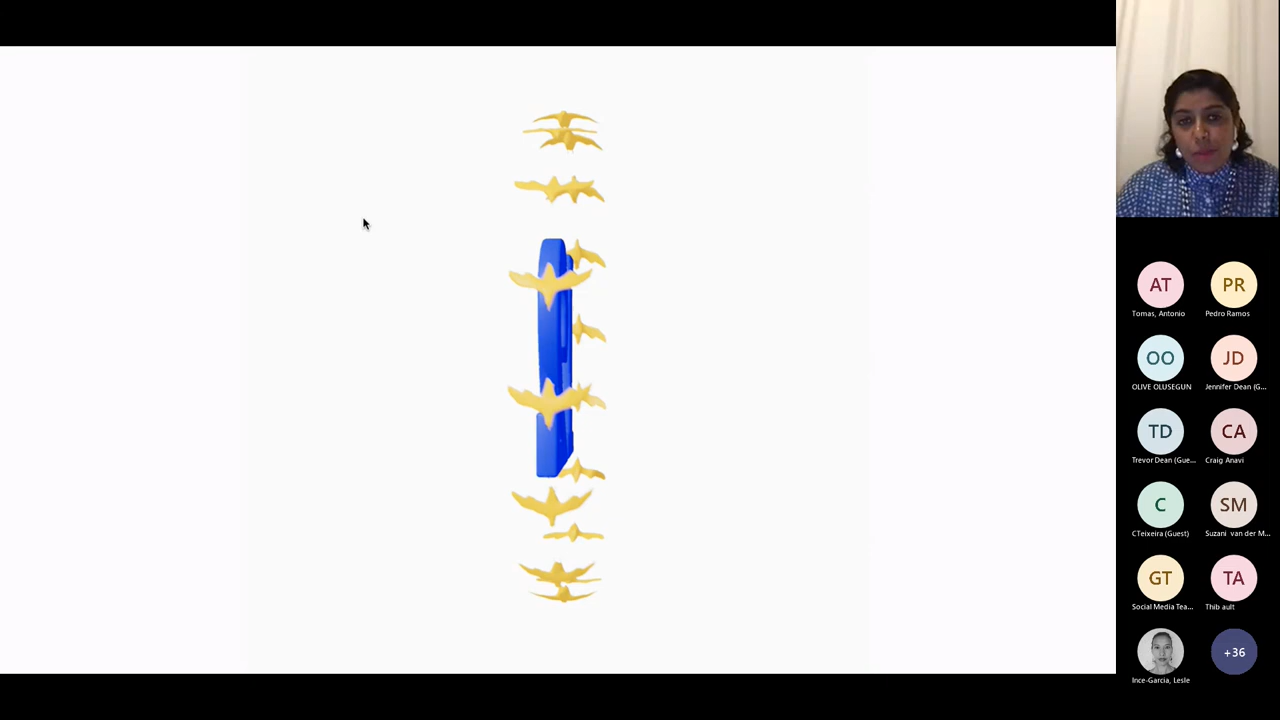 AT
Tomas, Antonio
PR
Pedro Ramos
OO
OLIVE OLUSEGUN
JD
Jennifer Dean (G...
TD
Trevor Dean (Gue...
CA
Craig Anavi
C
CTeixeira (Guest)
SM
Suzani van der M...
GT
Social Media Tea...
TA
Thib ault
Ince-Garcia, Lesle
+36